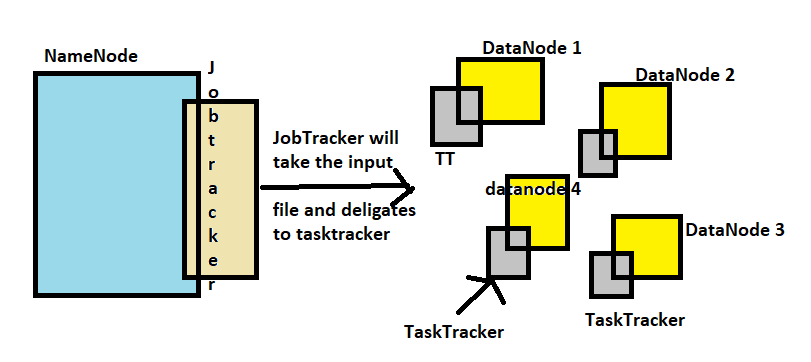 NameNode
Jobtracker
JobTracker will
take the input
file and deligates
to tasktracker
DataNode 1
TT
DataNode 2
datanode 4
TaskTracker
DataNode 3
TaskTracker